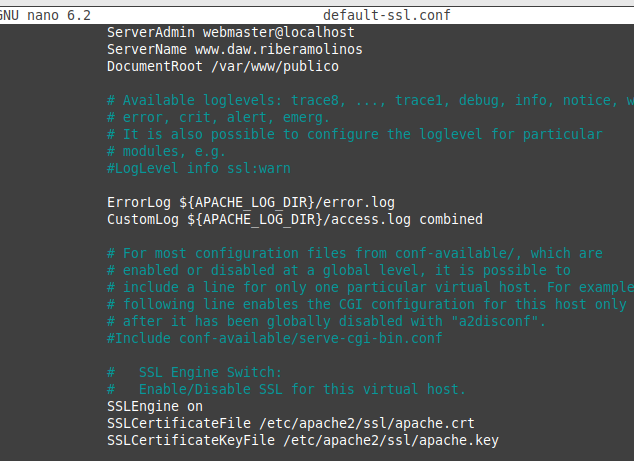 GNU nano 6.2 default-ssl.conf
ServerAdmin webmaster@localhost
ServerName www.daw.riberamolinos
DocumentRoot /var/www/publico
# Available loglevels: trace8, ..., trace1, debug, info, notice, w
# error, crit, alert, emerg.
# It is also possible to configure the loglevel for particular
# modules, e.g.
#LogLevel info ssl:warn
ErrorLog ${APACHE_LOG_DIR}/error.log
CustomLog ${APACHE_LOG_DIR}/access.log combined
# For most configuration files from conf-available/, which are
# enabled or disabled at a global level, it is possible to
# include a line for only one particular virtual host. For example
# following line enables the CGI configuration for this host only
# after it has been globally disabled with "a2disconf".
#Include conf-available/serve-cgi-bin.conf
# SSL Engine Switch:
# Enable/Disable SSL for this virtual host.
SSLEngine on
SSLCertificateFile /etc/apache2/ssl/apache.crt
SSLCertificateKeyFile /etc/apache2/ssl/apache.key